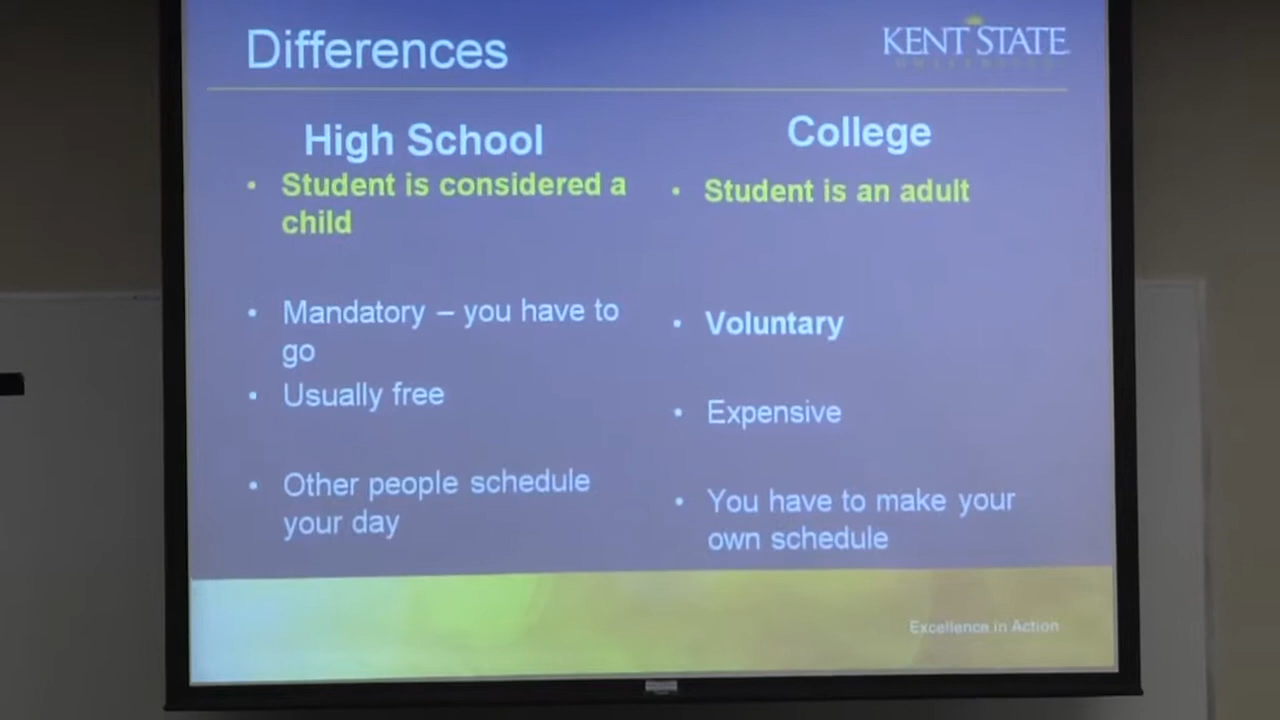 Differences
KENT STATE
UNIVERSITY
High School
• Student is considered a
child
• Mandatory – you have to
go
• Usually free
• Other people schedule
your day
College
• Student is an adult
• Voluntary
• Expensive
• You have to make your
own schedule
Excellence in Action